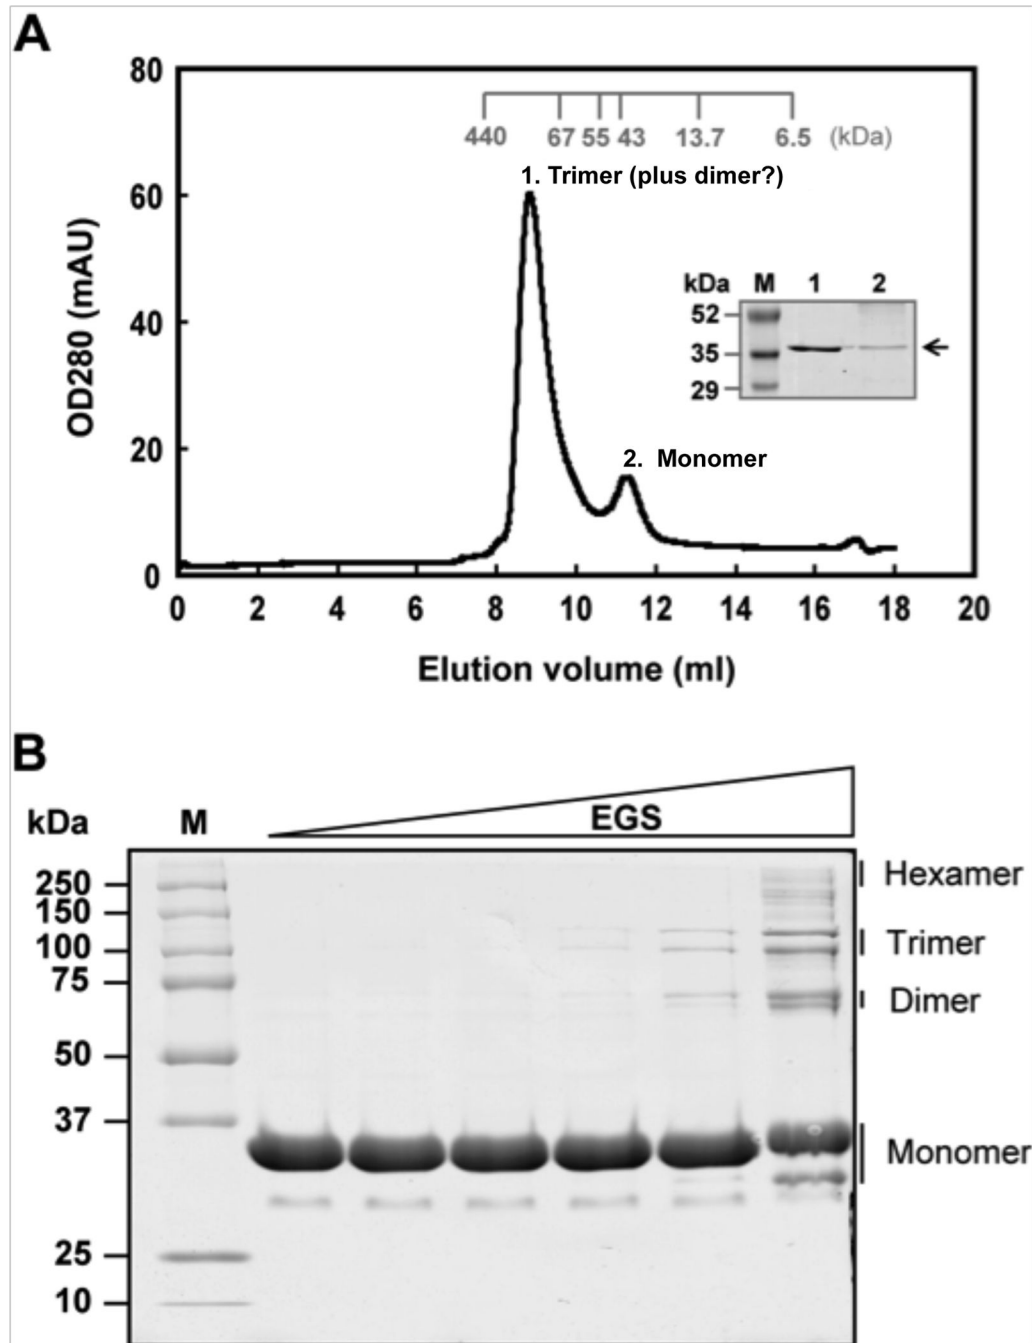 A
80
440 67 55 43 13.7 6.5 (kDa)
1. Trimer (plus dimer?)
60
OD280 (mAU)
kDa M 1 2
52
40
35
29
20
2. Monomer
0
0 2 4 6 8 10 12 14 16 18 20
Elution volume (ml)
B
EGS
kDa M
250
Hexamer
150
100
Trimer
75
Dimer
50
37
Monomer
25
10